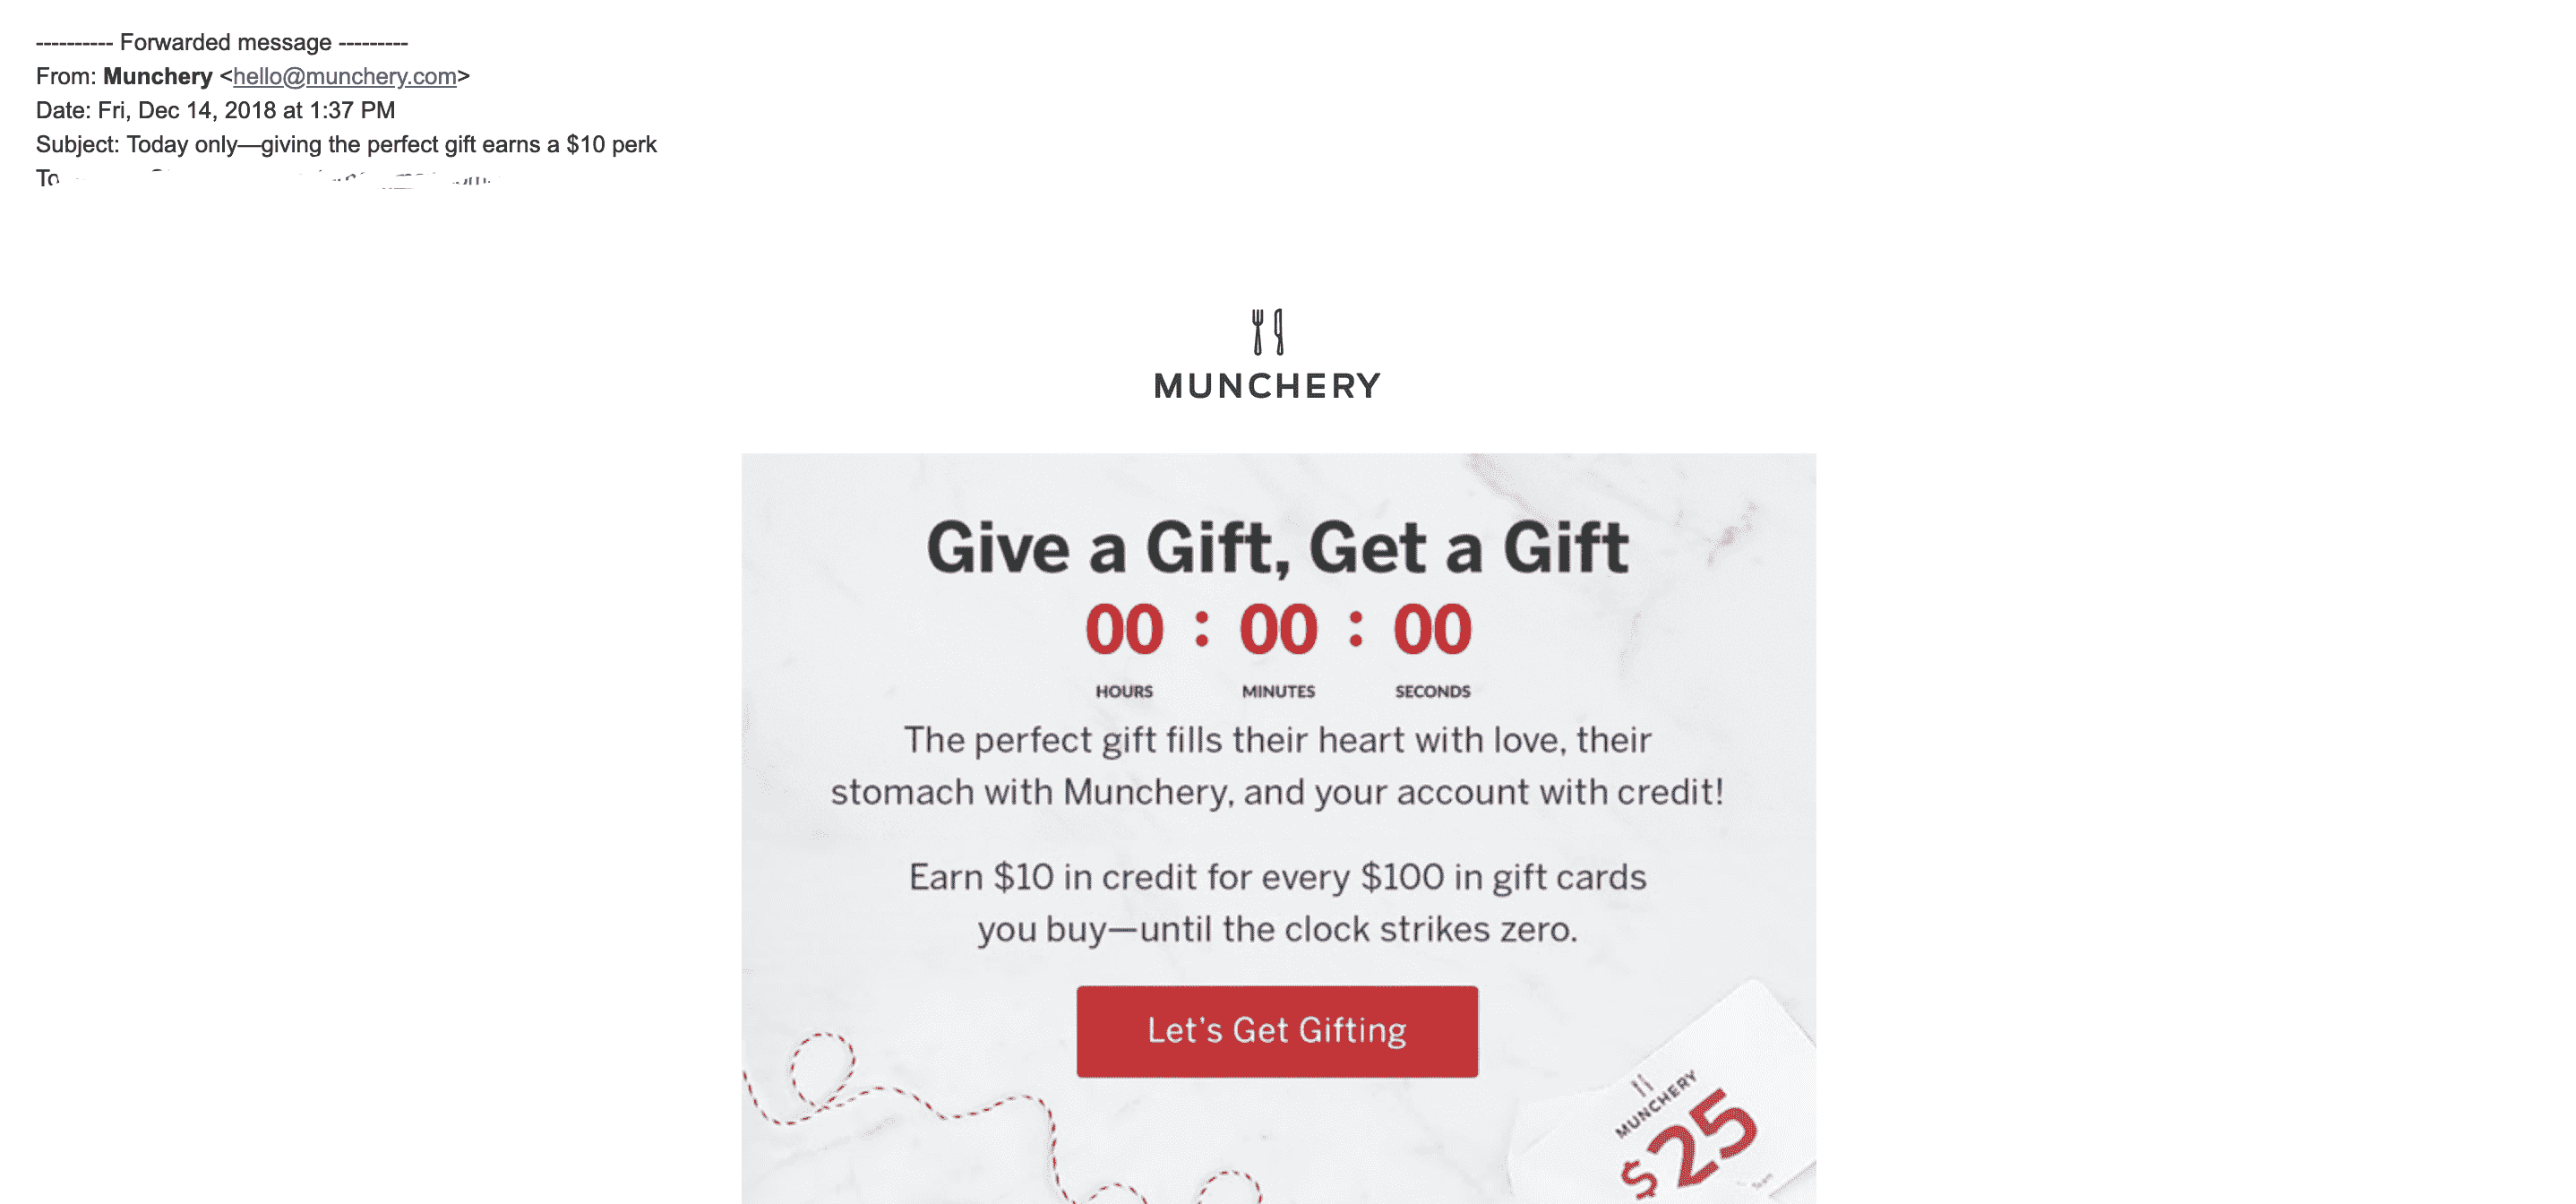 ---------- Forwarded message ---------
From: Munchery <hello@munchery.com>
Date: Fri, Dec 14, 2018 at 1:37 PM
Subject: Today only—giving the perfect gift earns a $10 perk
To
MUNCHERY
Give a Gift, Get a Gift
00 : 00 : 00
HOURS MINUTES SECONDS
The perfect gift fills their heart with love, their
stomach with Munchery, and your account with credit!
Earn $10 in credit for every $100 in gift cards
you buy—until the clock strikes zero.
Let's Get Gifting
MUNCHERY
$25
Team